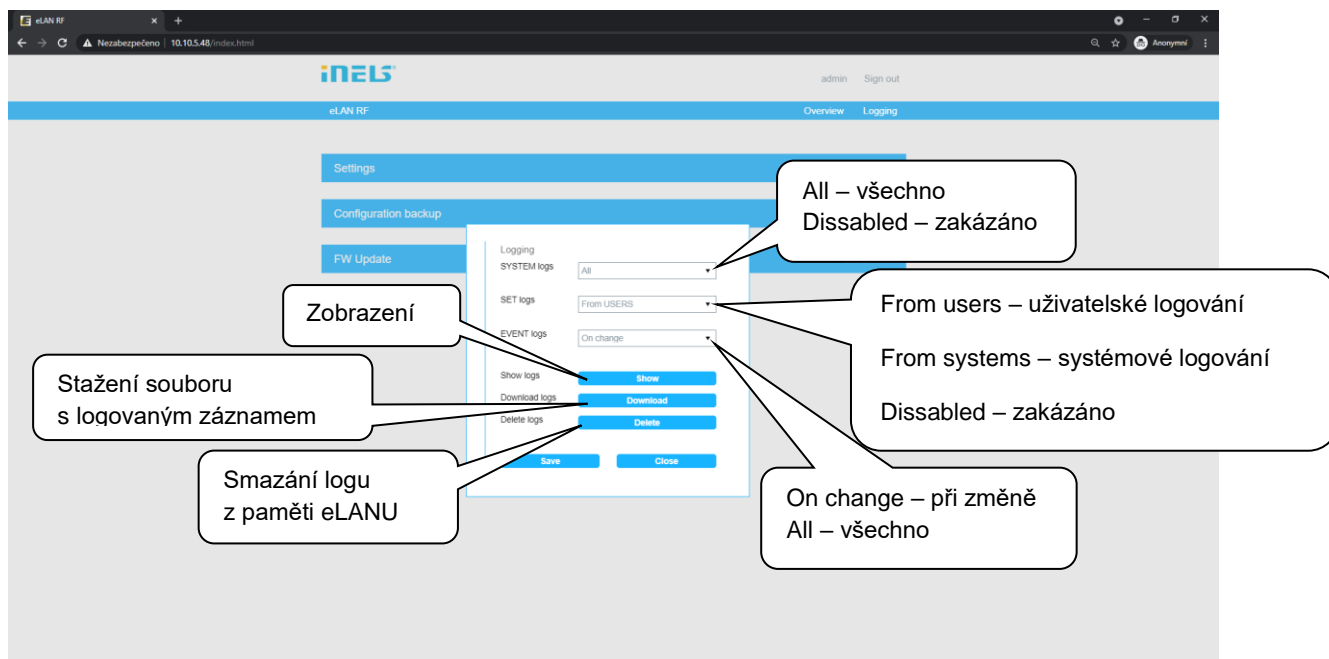 eLAN RF
Nezabezpečeno | 10.10.5.48/index.html
Anonymní
inels
admin Sign out
eLAN RF Overview Logging
Settings
Configuration backup
FW Update
Logging
SYSTEM logs All
SET logs From USERS
EVENT logs On change
Show logs Show
Download logs Download
Delete logs Delete
Save Close
All – všechno
Dissabled – zakázáno
From users – uživatelské logování
From systems – systémové logování
Dissabled – zakázáno
Zobrazení
Stažení souboru
s logovaným záznamem
Smazání logu
z paměti eLANU
On change – při změně
All – všechno